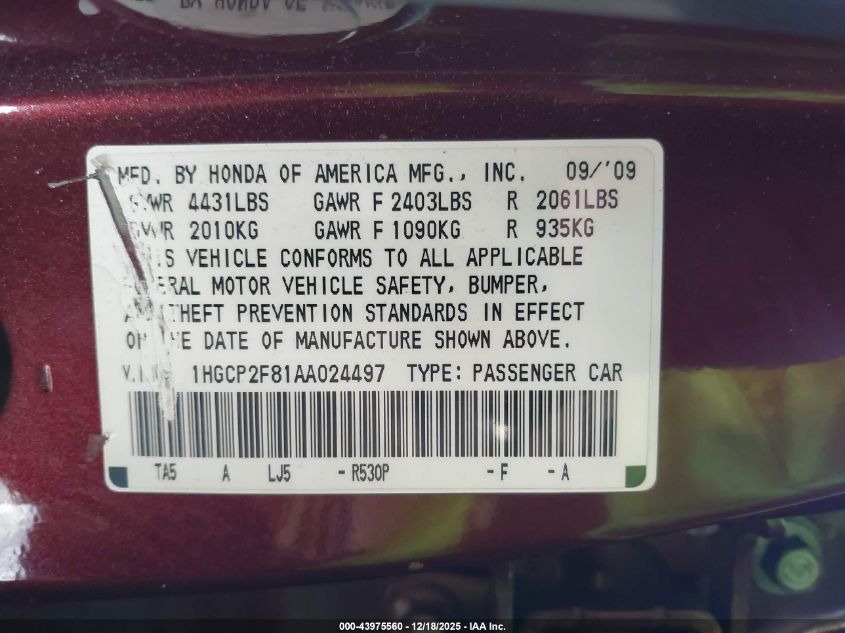 MFD. BY HONDA OF AMERICA MFG., INC. 09/'09
GVWR 4431LBS GAWR F 2403LBS R 2061LBS
GVWR 2010KG GAWR F 1090KG R 935KG
THIS VEHICLE CONFORMS TO ALL APPLICABLE
FEDERAL MOTOR VEHICLE SAFETY, BUMPER,
ANTITHEFT PREVENTION STANDARDS IN EFFECT
ON THE DATE OF MANUFACTURE SHOWN ABOVE.
V.I.N. 1HGCP2F81AA024497 TYPE: PASSENGER CAR
TA5 A LJ5 -R530P -F -A
000-43975560 - 12/18/2025 - IAA Inc.